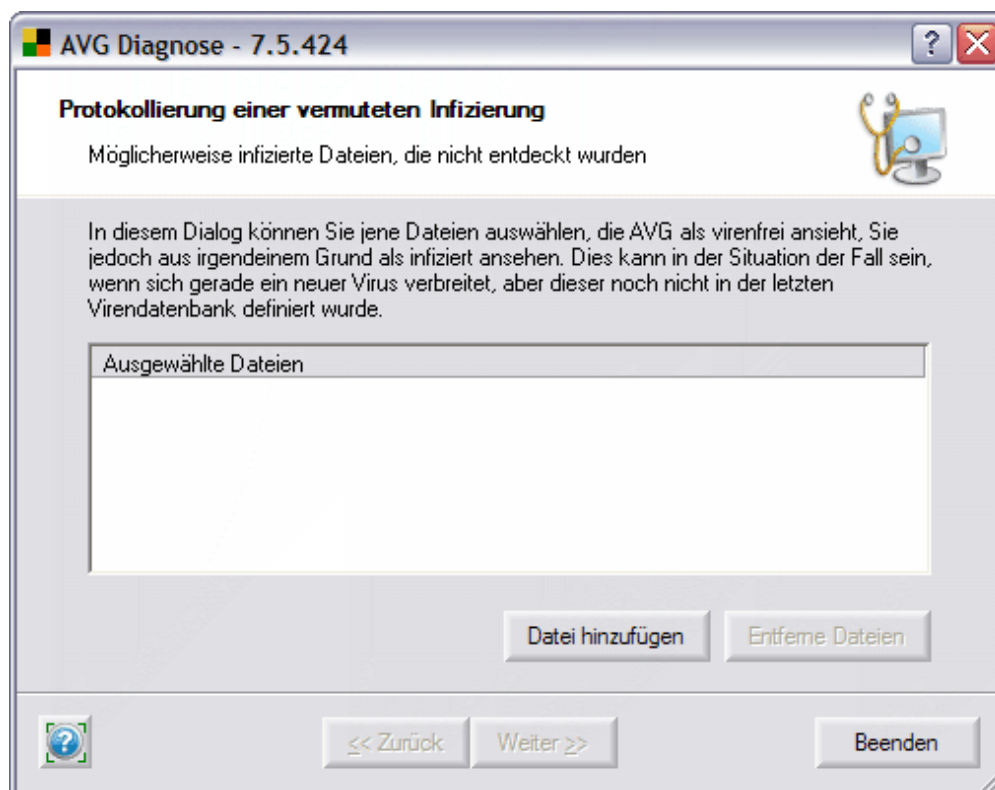 AVG Diagnose - 7.5.424
Protokollierung einer vermuteten Infizierung
Möglicherweise infizierte Dateien, die nicht entdeckt wurden
In diesem Dialog können Sie jene Dateien auswählen, die AVG als virenfrei ansieht, Sie
jedoch aus irgendeinem Grund als infiziert ansehen. Dies kann in der Situation der Fall sein,
wenn sich gerade ein neuer Virus verbreitet, aber dieser noch nicht in der letzten
Virendatenbank definiert wurde.
Ausgewählte Dateien
Datei hinzufügen
Entferne Dateien
<< Zurück
Weiter >>
Beenden